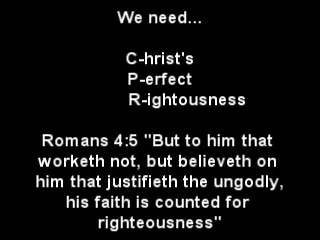 We need...
C-hrist's
P-erfect
R-ightousness
Romans 4:5 "But to him that
worketh not, but believeth on
him that justifieth the ungodly,
his faith is counted for
righteousness"